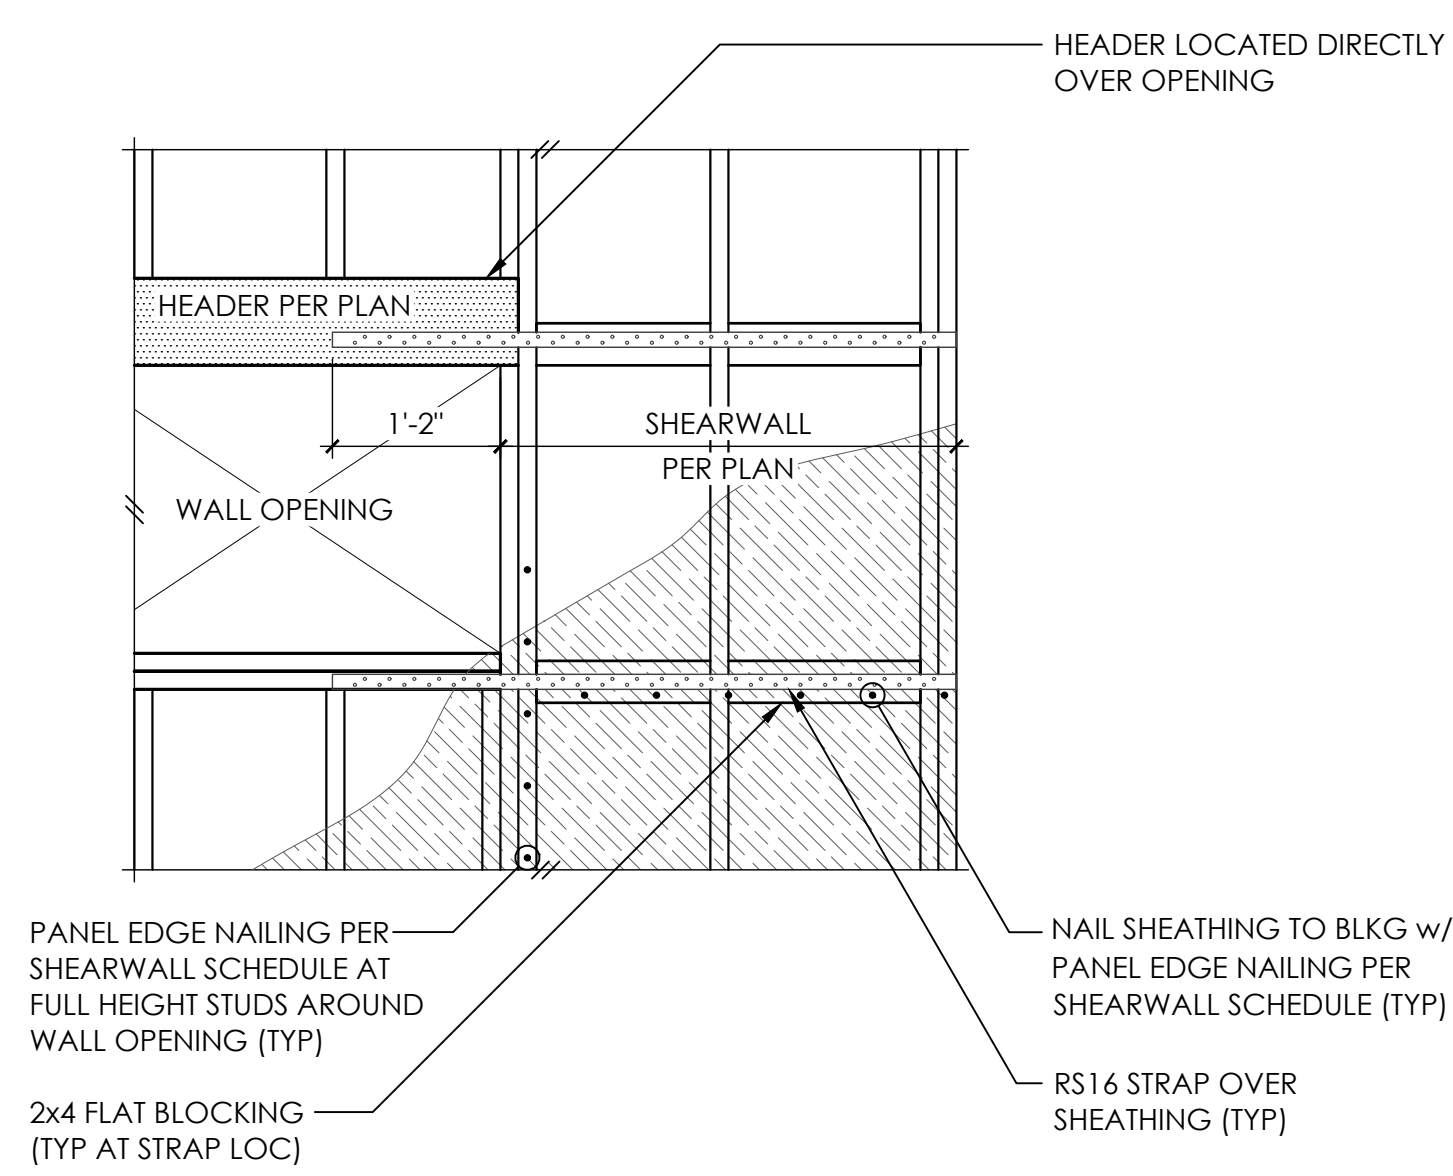 HEADER LOCATED DIRECTLY
OVER OPENING
HEADER PER PLAN
1'-2"
SHEARWALL
PER PLAN
WALL OPENING
PANEL EDGE NAILING PER
SHEARWALL SCHEDULE AT
FULL HEIGHT STUDS AROUND
WALL OPENING (TYP)
2x4 FLAT BLOCKING
(TYP AT STRAP LOC)
NAIL SHEATHING TO BLKG w/
PANEL EDGE NAILING PER
SHEARWALL SCHEDULE (TYP)
RS16 STRAP OVER
SHEATHING (TYP)